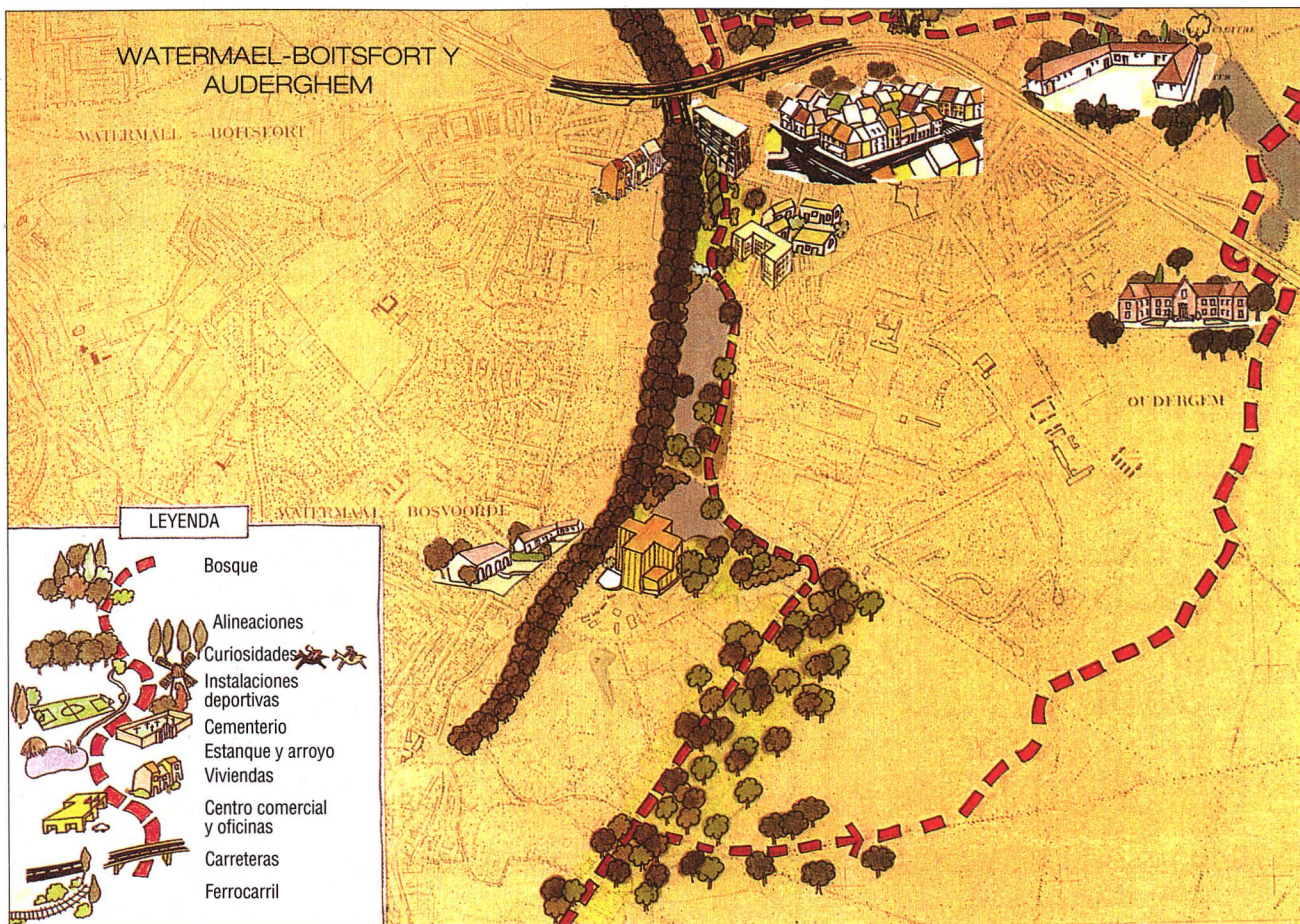 WATERMAEL-BOITSFORT Y
AUDERGHEM
WATERMAEL - BOITSFORT
OUDERGEM
WATERMAAL - BOSVOORDE
LEYENDA
Bosque
Alineaciones
Curiosidades
Instalaciones
deportivas
Cementerio
Estanque y arroyo
Viviendas
Centro comercial
y oficinas
Carreteras
Ferrocarril